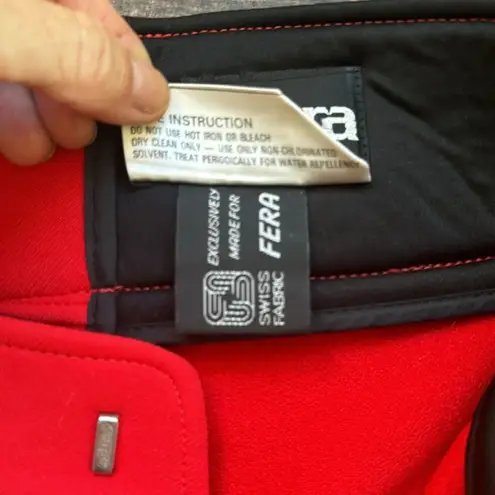 INSTRUCTION
DO NOT USE HOT IRON OR BLEACH
DRY CLEAN ONLY - USE ONLY NON-CHLORINATED
SOLVENT. TREAT PERIODICALLY FOR WATER REPELLENCY
ra
EXCLUSIVELY
MADE FOR
FERA
SWISS
FABRIC